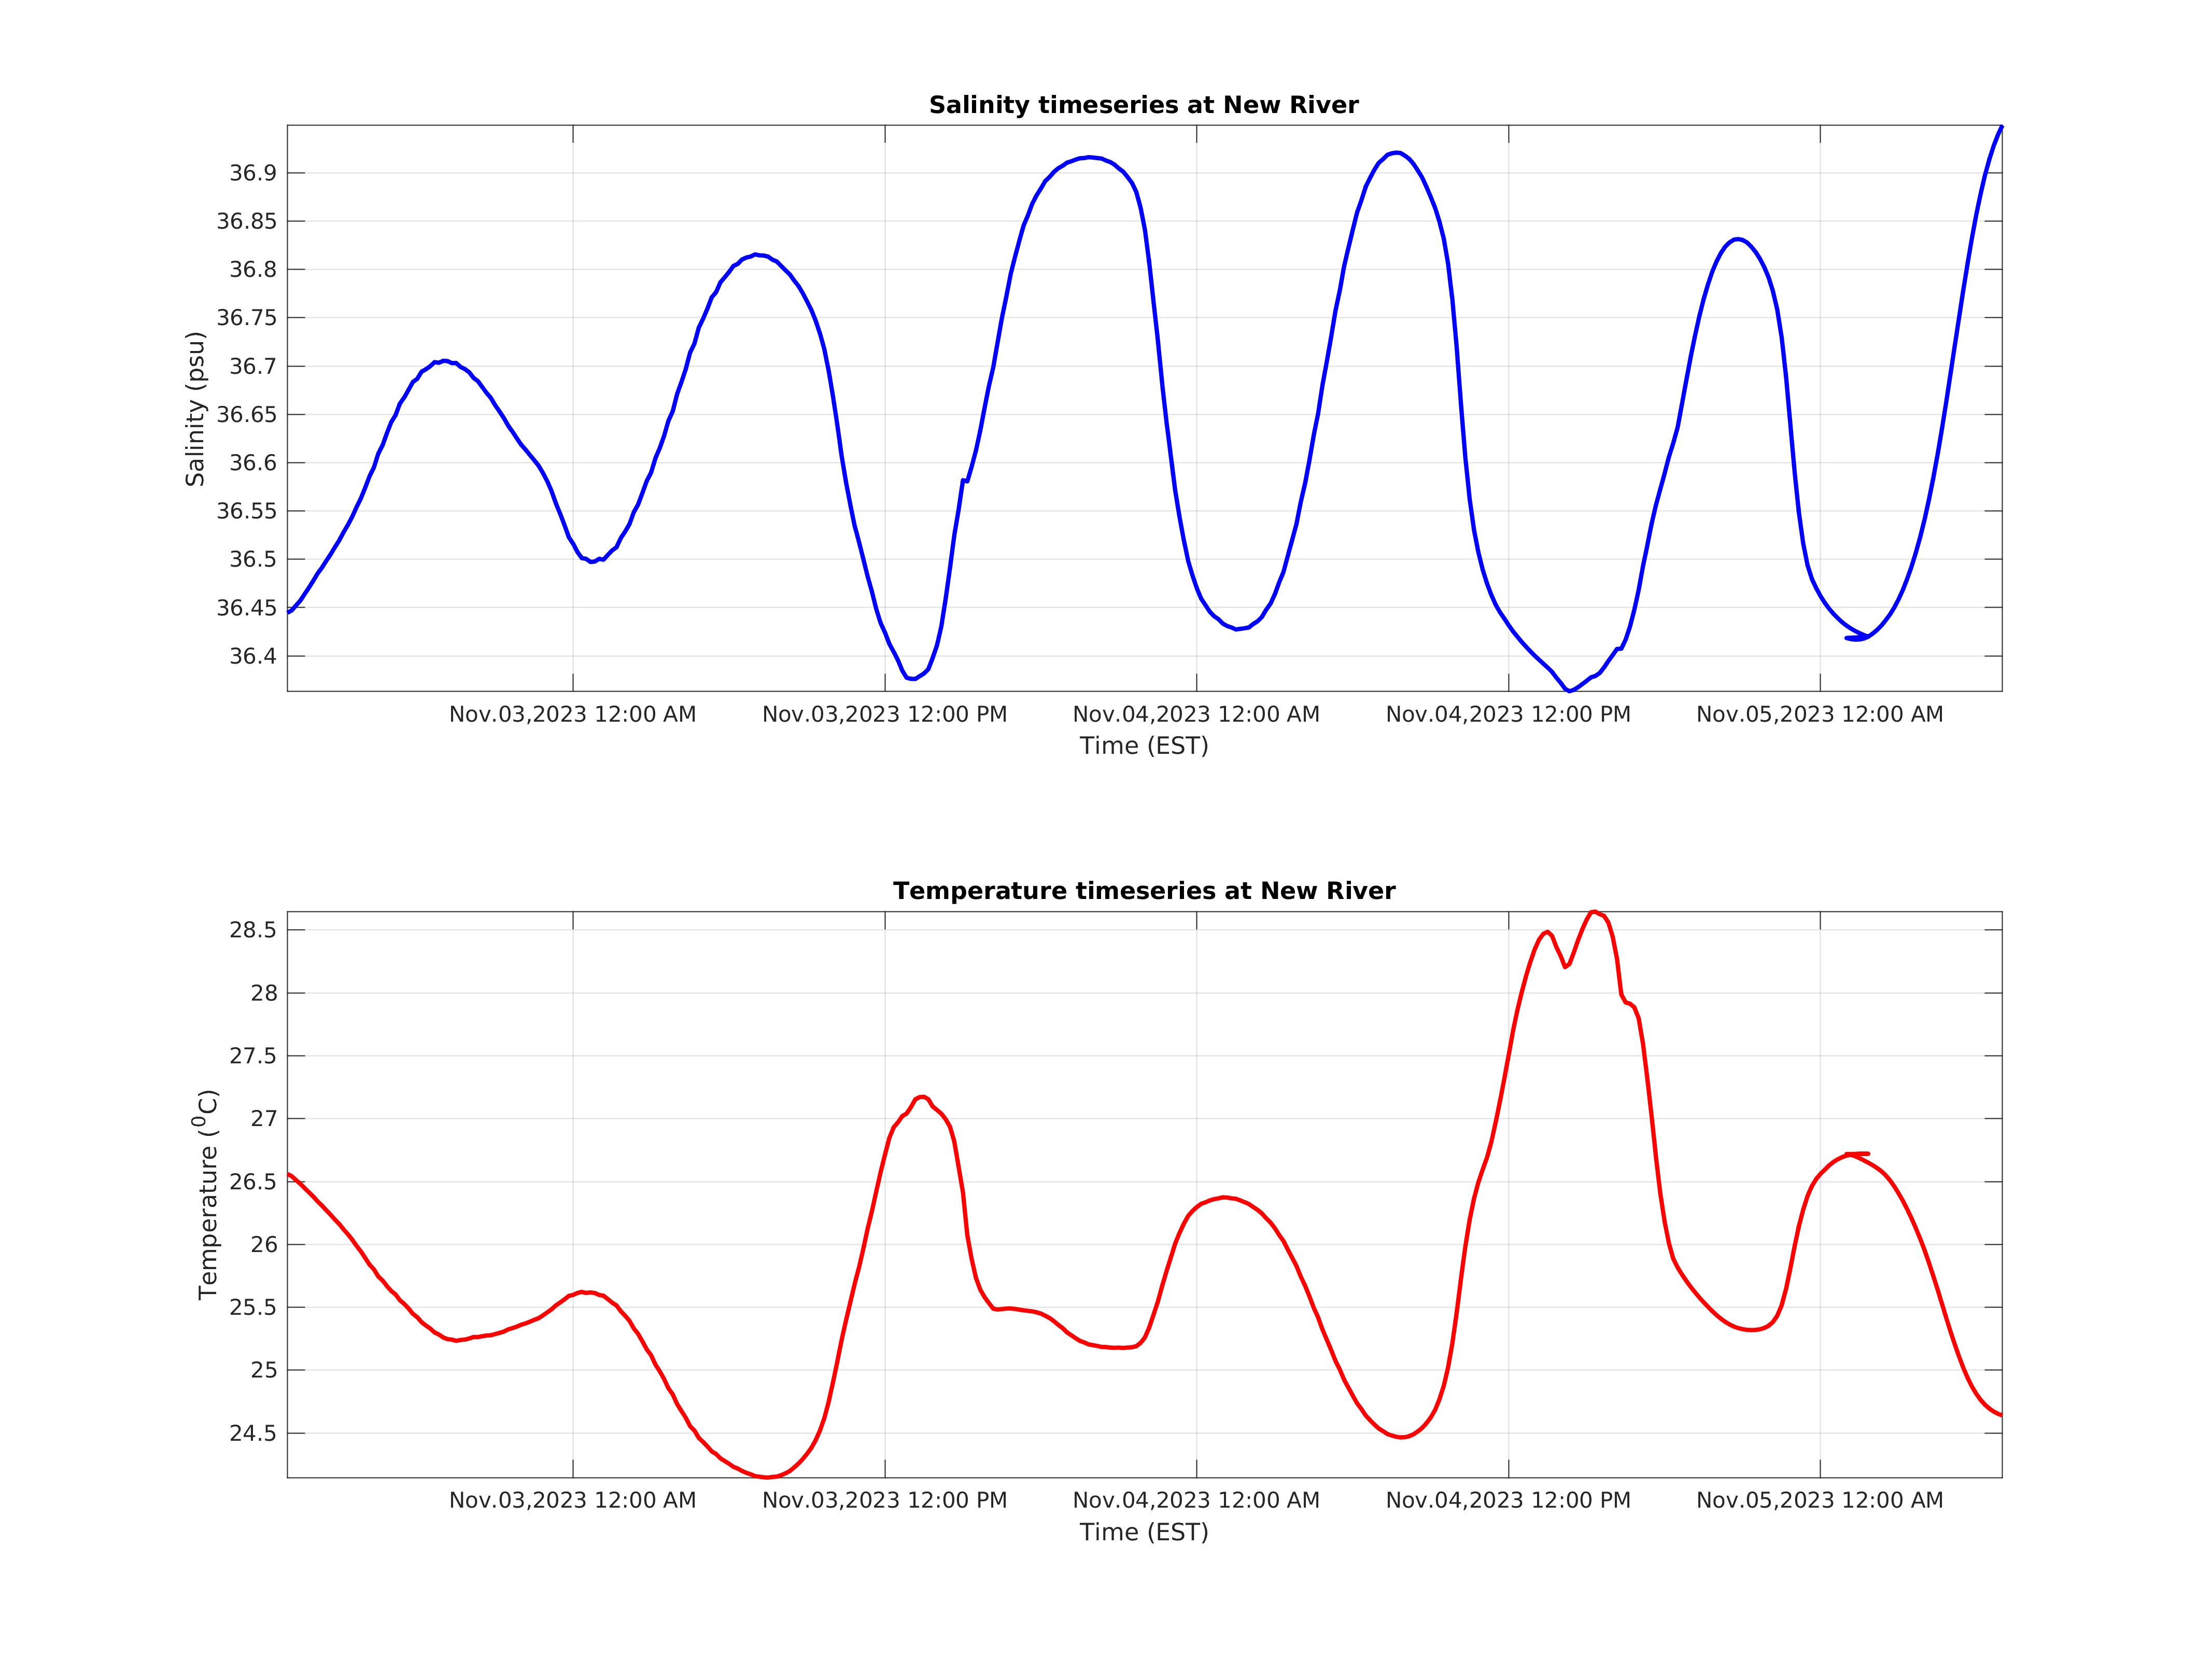 Salinity timeseries at New River
Salinity (psu)
36.9
36.85
36.8
36.75
36.7
36.65
36.6
36.55
36.5
36.45
36.4
Nov.03,2023 12:00 AM
Nov.03,2023 12:00 PM
Nov.04,2023 12:00 AM
Nov.04,2023 12:00 PM
Nov.05,2023 12:00 AM
Time (EST)
Temperature timeseries at New River
Temperature (⁰C)
28.5
28
27.5
27
26.5
26
25.5
25
24.5
Nov.03,2023 12:00 AM
Nov.03,2023 12:00 PM
Nov.04,2023 12:00 AM
Nov.04,2023 12:00 PM
Nov.05,2023 12:00 AM
Time (EST)